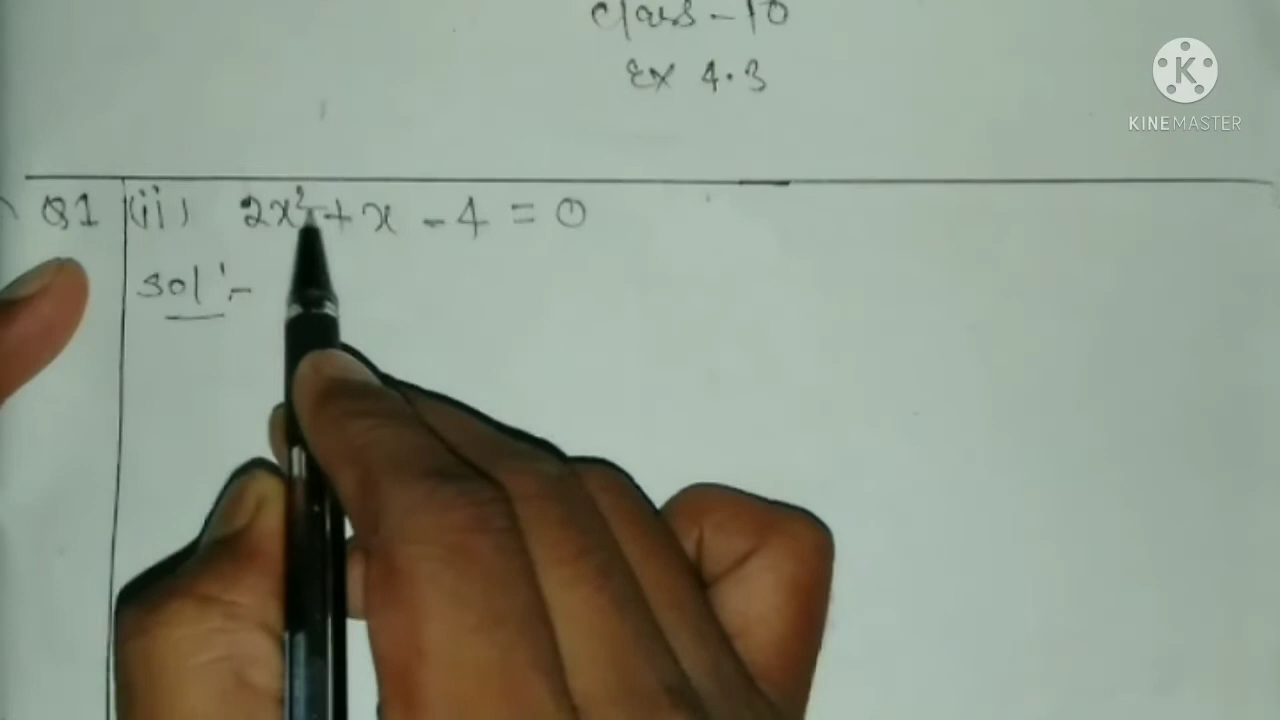 class - 10
Ex 4.3
KINEMASTER
Q1 (ii) 2x² + x - 4 = 0
Sol':-